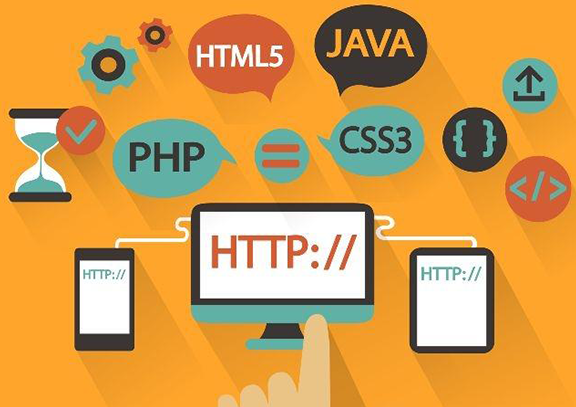 HTML5
JAVA
PHP
=
CSS3
{}
</>
HTTP://
HTTP://
HTTP://